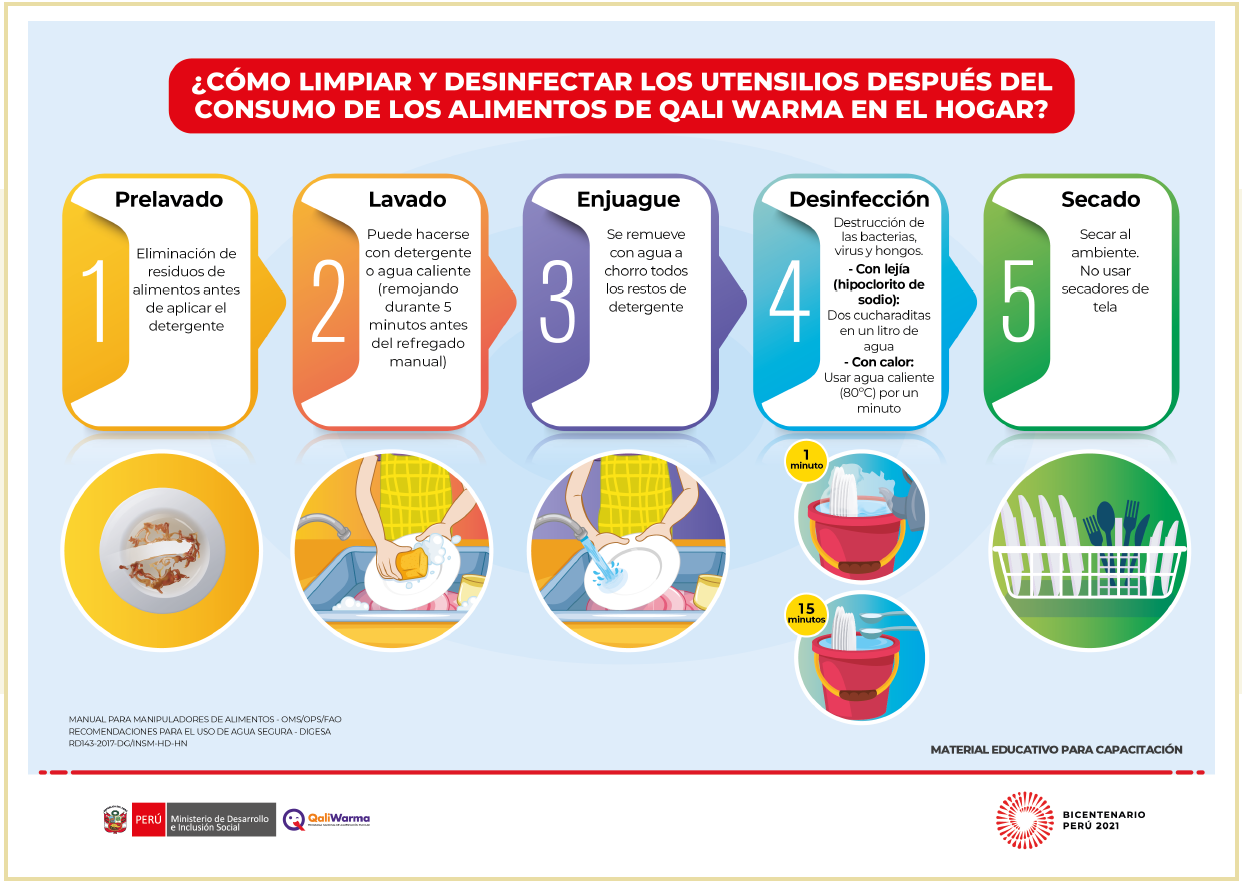 ¿CÓMO LIMPIAR Y DESINFECTAR LOS UTENSILIOS DESPUÉS DEL
CONSUMO DE LOS ALIMENTOS DE QALI WARMA EN EL HOGAR?
1
Prelavado
Eliminación de
residuos de
alimentos antes
de aplicar el
detergente
2
Lavado
Puede hacerse
con detergente
o agua caliente
(remojando
durante 5
minutos antes
del refregado
manual)
3
Enjuague
Se remueve
con agua a
chorro todos
los restos de
detergente
4
Desinfección
Destrucción de
las bacterias,
virus y hongos.
- Con lejía
(hipoclorito de
sodio):
Dos cucharaditas
en un litro de
agua
- Con calor:
Usar agua caliente
(80°C) por un
minuto
5
Secado
Secar al
ambiente.
No usar
secadores de
tela
1
minuto
15
minutos
MANUAL PARA MANIPULADORES DE ALIMENTOS - OMS/OPS/FAO
RECOMENDACIONES PARA EL USO DE AGUA SEGURA - DIGESA
RD143-2017-DG/INSM-HD-HN
MATERIAL EDUCATIVO PARA CAPACITACIÓN
PERÚ
Ministerio de Desarrollo
e Inclusión Social
QaliWarma
BICENTENARIO
PERÚ 2021